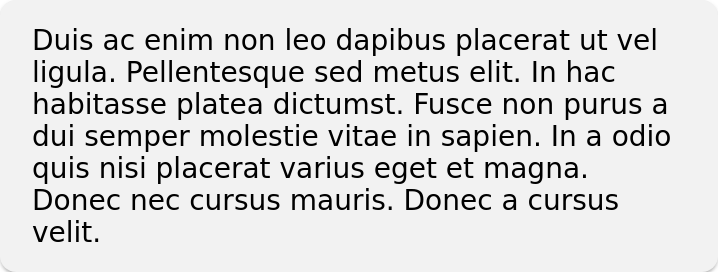 Duis ac enim non leo dapibus placerat ut vel
ligula. Pellentesque sed metus elit. In hac
habitasse platea dictumst. Fusce non purus a
dui semper molestie vitae in sapien. In a odio
quis nisi placerat varius eget et magna.
Donec nec cursus mauris. Donec a cursus
velit.